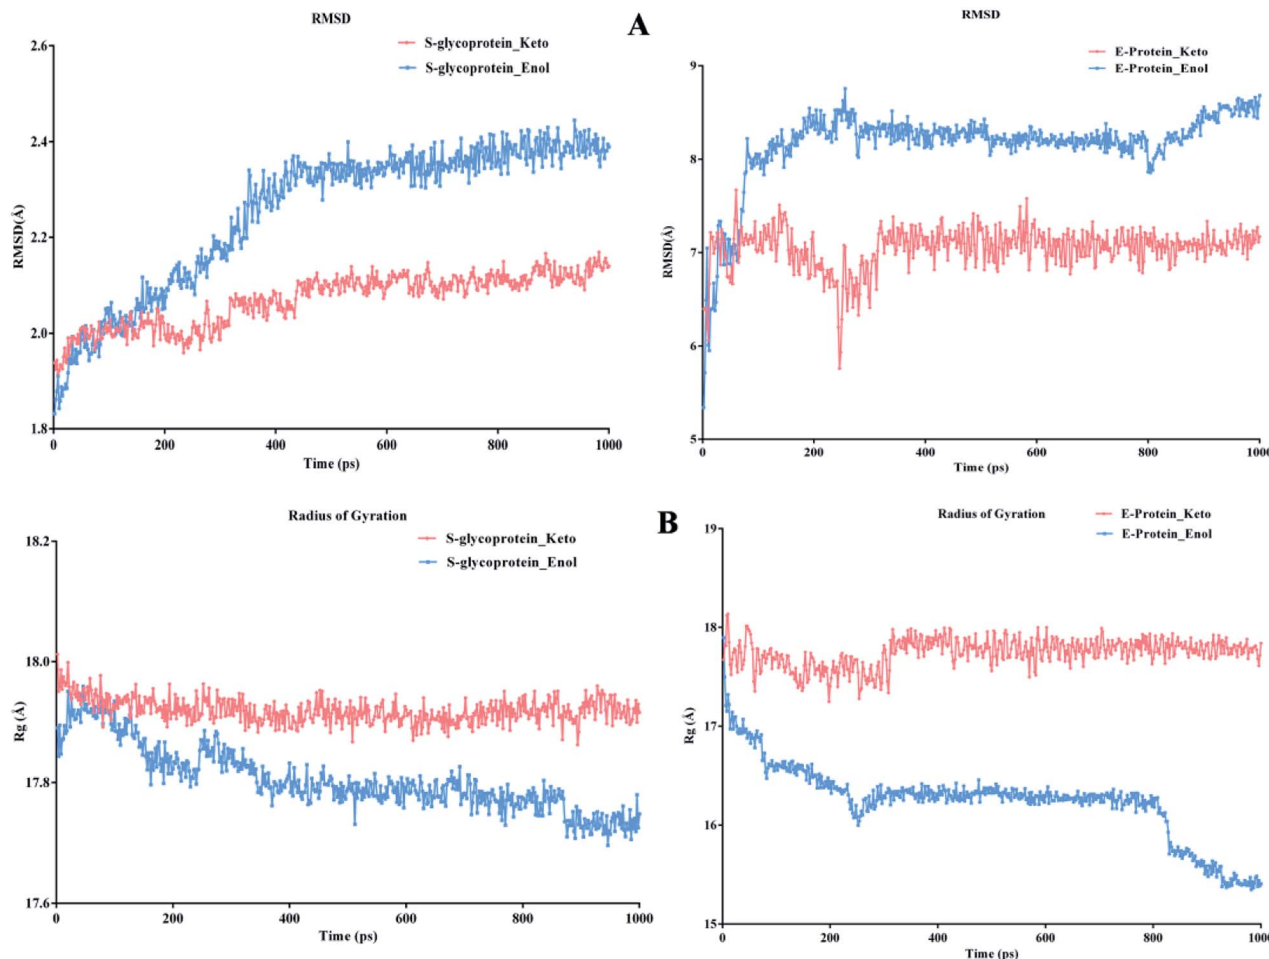 RMSD
S-glycoprotein_Keto
S-glycoprotein_Enol
2.6
2.4
2.2
2.0
1.8
RMSD(Å)
0 200 400 600 800 1000
Time (ps)
A
RMSD
E-Protein_Keto
E-Protein_Enol
9
8
7
6
5
RMSD(Å)
0 200 400 600 800 1000
Time (ps)
Radius of Gyration
S-glycoprotein_Keto
S-glycoprotein_Enol
18.2
18.0
17.8
17.6
Rg(Å)
0 200 400 600 800 1000
Time (ps)
B
Radius of Gyration
E-Protein_Keto
E-Protein_Enol
19
18
17
16
15
Rg(Å)
0 200 400 600 800 1000
Time (ps)